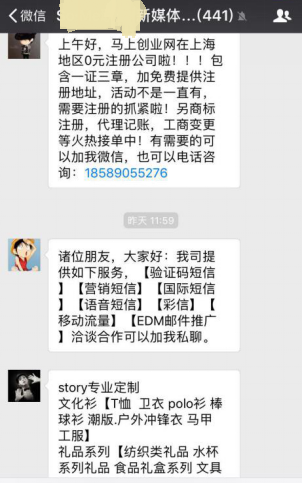 微信
S
新媒体...(441)
上午好，马上创业网在上海
地区0元注册公司啦！！！包
含一证三章，加免费提供注
册地址，活动不是一直有，
需要注册的抓紧啦！另商标
注册，代理记账，工商变更
等火热接单中！有需要的可
以加我微信，也可以电话咨
询：18589055276
昨天 11:59
诸位朋友，大家好：我司提
供如下服务，【验证码短信】
【营销短信】【国际短信
】【语音短信】【彩信】【
移动流量】【EDM邮件推广
】洽谈合作可以加我私聊。
story专业定制
文化衫【T恤 卫衣 polo衫 棒
球衫 潮版.户外冲锋衣 马甲
工服】
礼品系列【纺织类礼品 水杯
系列礼品 食品礼盒系列 文具